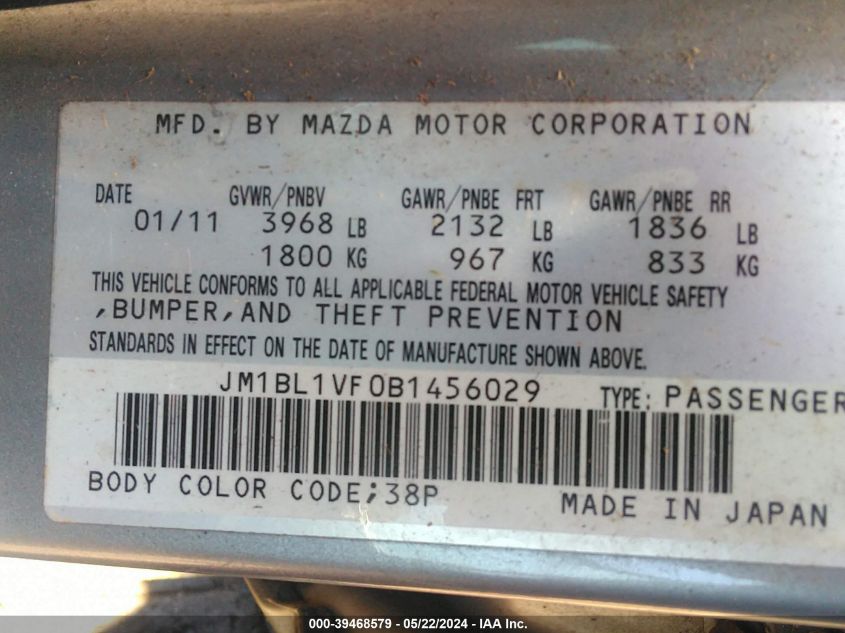 MFD. BY MAZDA MOTOR CORPORATION
DATE GVWR/PNBV GAWR/PNBE FRT GAWR/PNBE RR
01/11 3968 LB 2132 LB 1836 LB
1800 KG 967 KG 833 KG
THIS VEHICLE CONFORMS TO ALL APPLICABLE FEDERAL MOTOR VEHICLE SAFETY
,BUMPER,AND THEFT PREVENTION
STANDARDS IN EFFECT ON THE DATE OF MANUFACTURE SHOWN ABOVE.
JM1BL1VF0B1456029 TYPE: PASSENGER
BODY COLOR CODE;38P MADE IN JAPAN
000-39468579 - 05/22/2024 - IAA Inc.